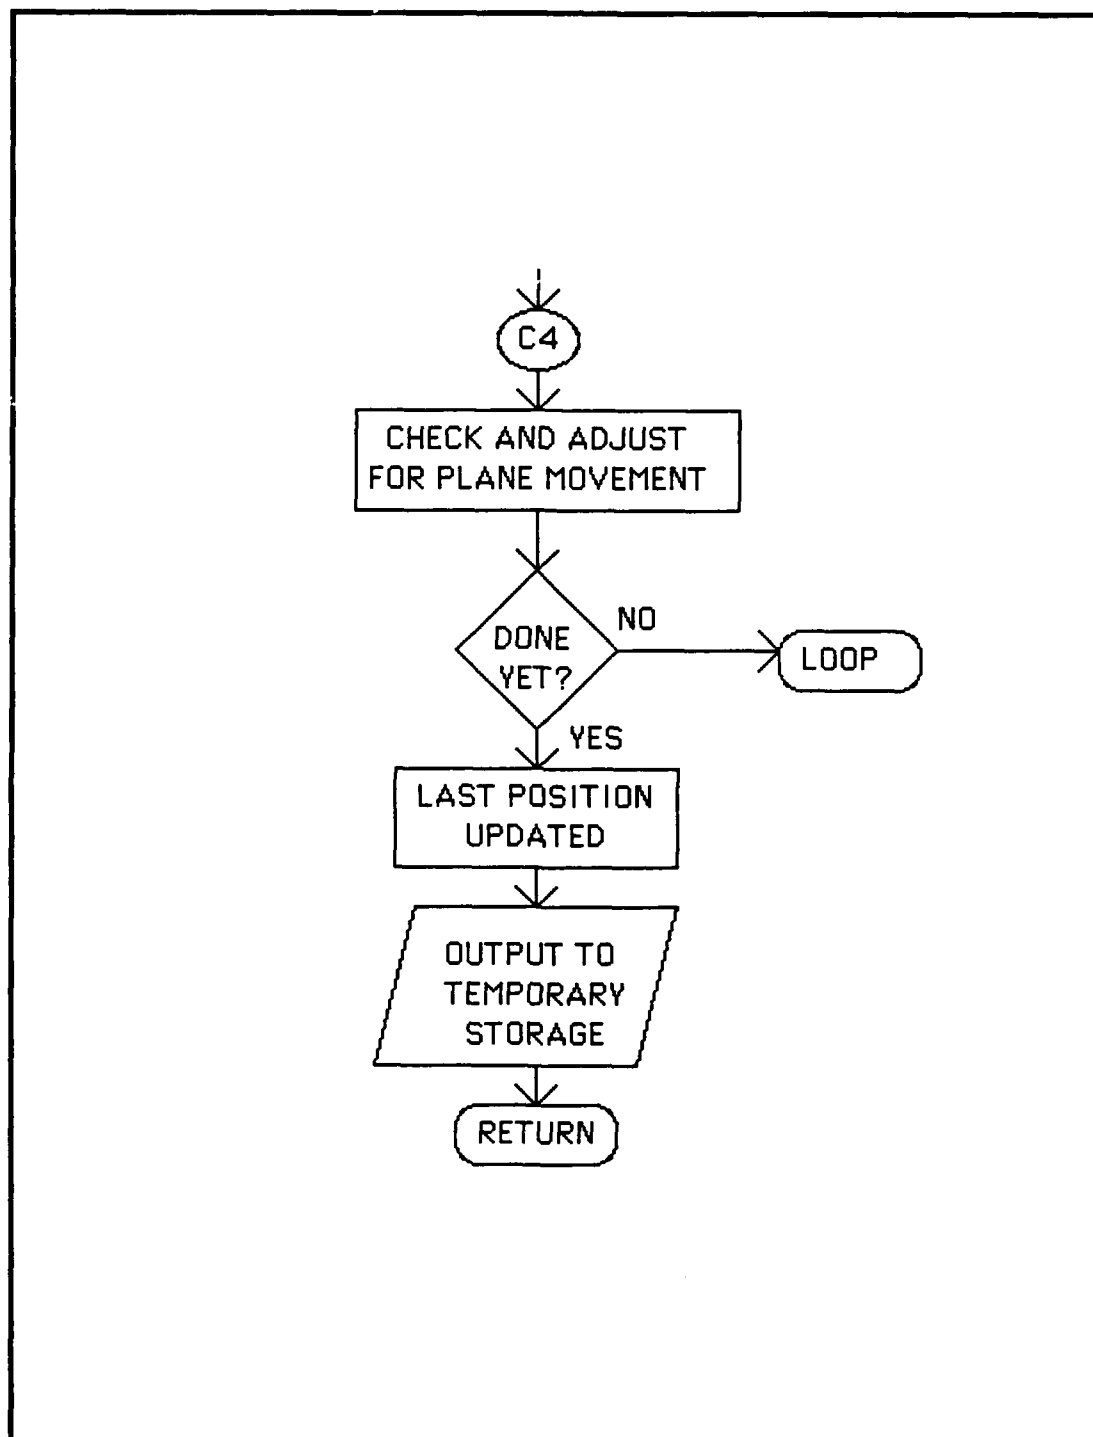 C4
CHECK AND ADJUST
FOR PLANE MOVEMENT
NO
DONE
YET?
LOOP
YES
LAST POSITION
UPDATED
OUTPUT TO
TEMPORARY
STORAGE
RETURN